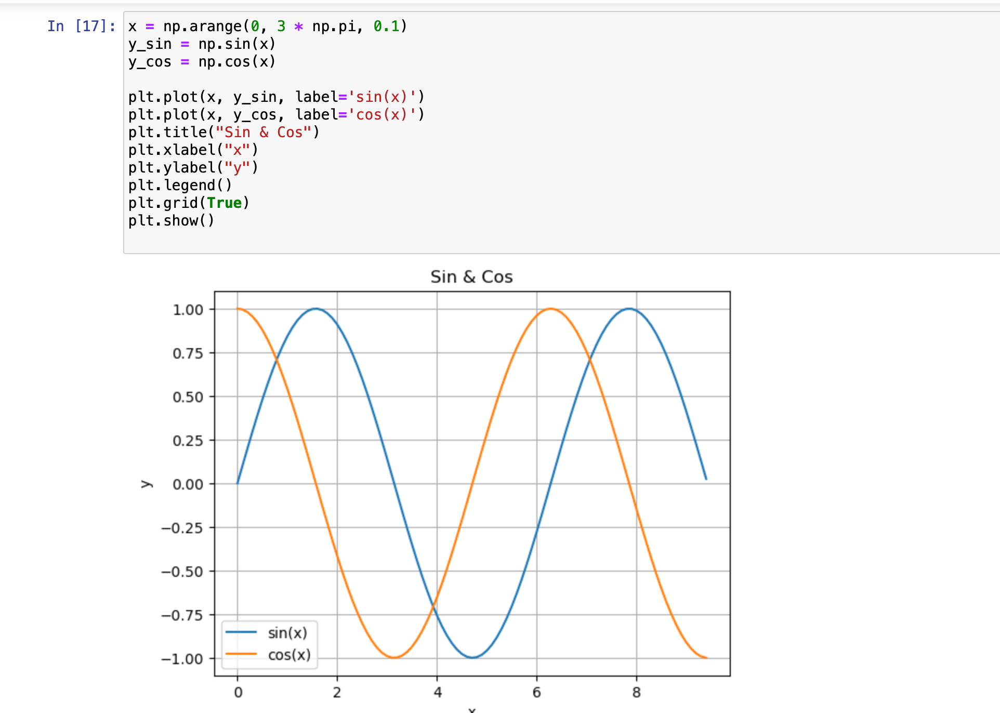 In [17]: x = np.arange(0, 3 * np.pi, 0.1)
y_sin = np.sin(x)
y_cos = np.cos(x)
plt.plot(x, y_sin, label='sin(x)')
plt.plot(x, y_cos, label='cos(x)')
plt.title("Sin & Cos")
plt.xlabel("x")
plt.ylabel("y")
plt.legend()
plt.grid(True)
plt.show()
Sin & Cos
1.00
0.75
0.50
0.25
y
0.00
−0.25
−0.50
−0.75
−1.00
sin(x)
cos(x)
0 2 4 6 8
x